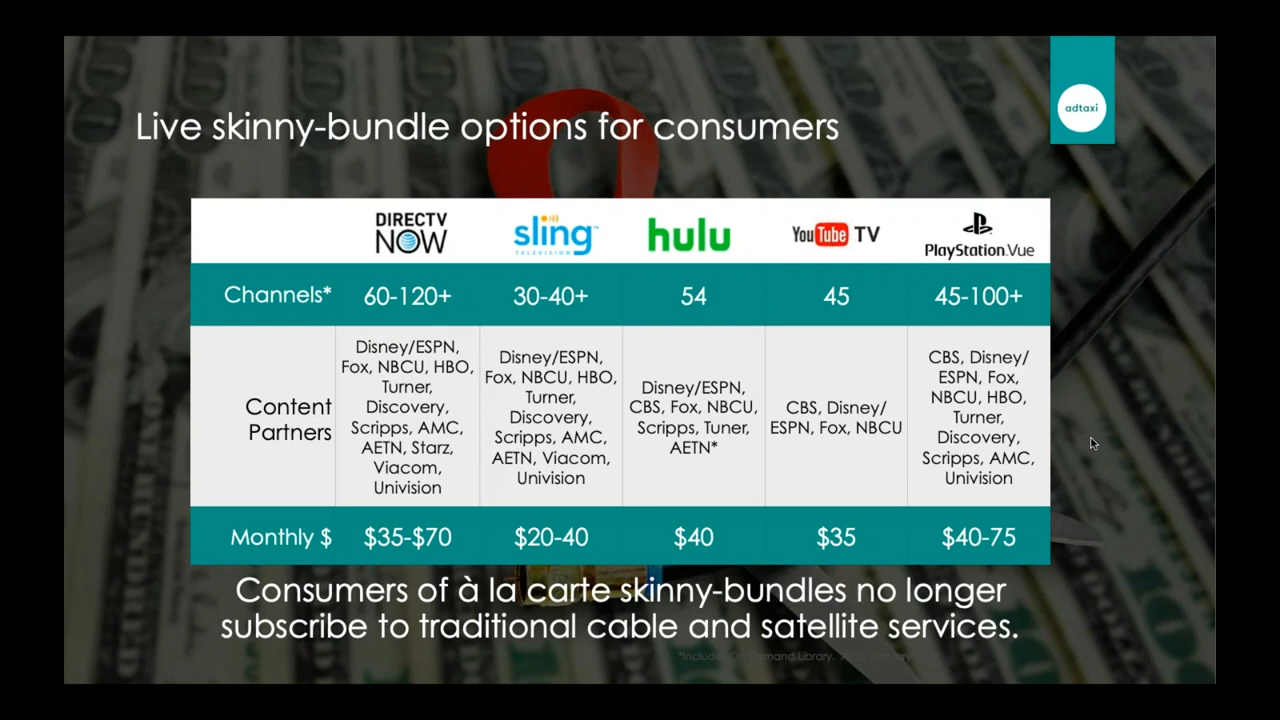 adtaxi
Live skinny-bundle options for consumers
DIRECTV
NOW
sling
TELEVISION
hulu
YouTube TV
PlayStation.Vue
Channels*
60-120+
30-40+
54
45
45-100+
Content
Partners
Disney/ESPN,
Fox, NBCU, HBO,
Turner,
Discovery,
Scripps, AMC,
AETN, Starz,
Viacom,
Univision
Disney/ESPN,
Fox, NBCU, HBO,
Turner,
Discovery,
Scripps, AMC,
AETN, Viacom,
Univision
Disney/ESPN,
CBS, Fox, NBCU,
Scripps, Tuner,
AETN*
CBS, Disney/
ESPN, Fox, NBCU
CBS, Disney/
ESPN, Fox,
NBCU, HBO,
Turner,
Discovery,
Scripps, AMC,
Univision
Monthly $
$35-$70
$20-40
$40
$35
$40-75
Consumers of à la carte skinny-bundles no longer
subscribe to traditional cable and satellite services.
*Includes On Demand Library.